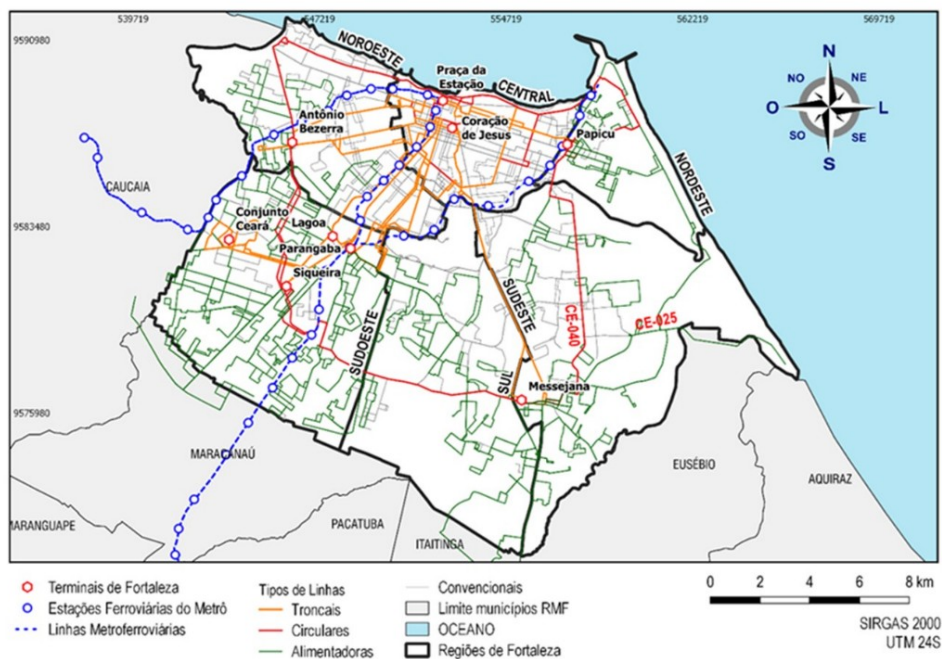 539719
547719
554719
562219
569719
9590980
9583480
9575980
NOROESTE
CENTRAL
NORDESTE
SUDESTE
SUDOESTE
SUL
Praça da
Estação
Coração
de Jesus
Antônio
Bezerra
Papicu
CAUCAIA
Conjunto
Ceará
Lagoa
Parangaba
Siqueira
CE-040
CE-025
Messejana
MARACANAÚ
EUSÉBIO
AQUIRAZ
MARANGUAPE
PACATUBA
ITAITINGA
N
NO
NE
O
L
SO
SE
S
Terminais de Fortaleza
Estações Ferroviárias do Metrô
Linhas Metroferroviárias
Tipos de Linhas
Troncais
Circulares
Alimentadoras
Convencionais
Limite municípios RMF
OCEANO
Regiões de Fortaleza
0 2 4 6 8 km
SIRGAS 2000
UTM 24S